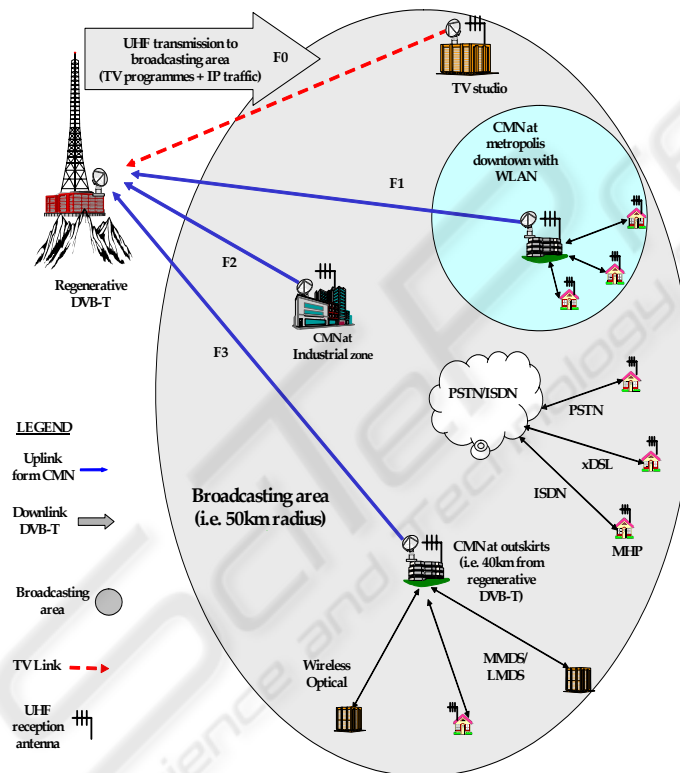 UHF transmission to
broadcasting area
(TV programmes + IP traffic)
F0
TV studio
CMN at
metropolis
downtown with
WLAN
F1
Regenerative
DVB-T
F2
CMN at
Industrial zone
F3
PSTN/ISDN
PSTN
xDSL
ISDN
MHP
LEGEND
Uplink
form CMN
Downlink
DVB-T
Broadcasting
area
TV Link
UHF
reception
antenna
Broadcasting area
(i.e. 50km radius)
CMN at outskirts
(i.e. 40km from
regenerative
DVB-T)
Wireless
Optical
MMDS/
LMDS